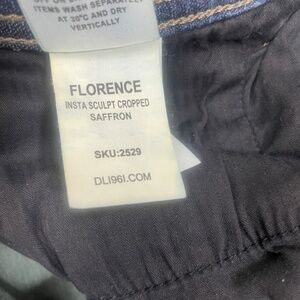 ITEMS WASH SEPARATELY
AT 30°C AND DRY
VERTICALLY
FLORENCE
INSTA SCULPT CROPPED
SAFFRON
SKU:2529
DL1961.COM